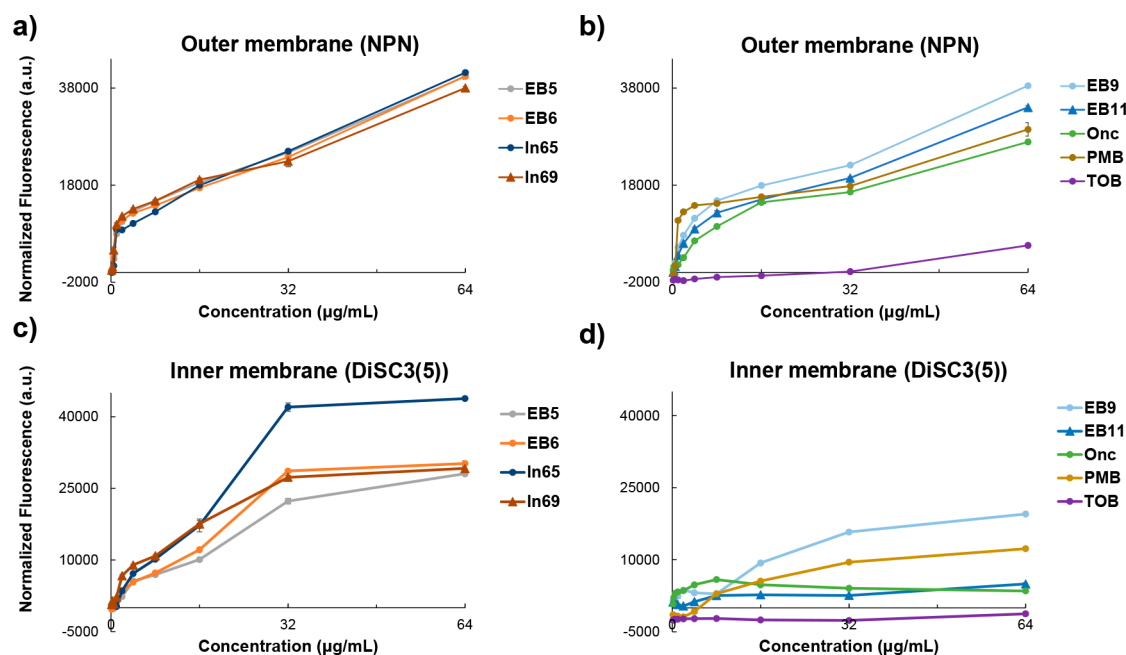 a)
Outer membrane (NPN)
Normalized Fluorescence (a.u.)
38000
18000
-2000
0
32
64
Concentration (µg/mL)
EB5
EB6
In65
In69
b)
Outer membrane (NPN)
38000
18000
-2000
0
32
64
Concentration (µg/mL)
EB9
EB11
Onc
PMB
TOB
c)
Inner membrane (DiSC3(5))
Normalized Fluorescence (a.u.)
40000
25000
10000
-5000
0
32
64
Concentration (µg/mL)
EB5
EB6
In65
In69
d)
Inner membrane (DiSC3(5))
40000
25000
10000
-5000
0
32
64
Concentration (µg/mL)
EB9
EB11
Onc
PMB
TOB